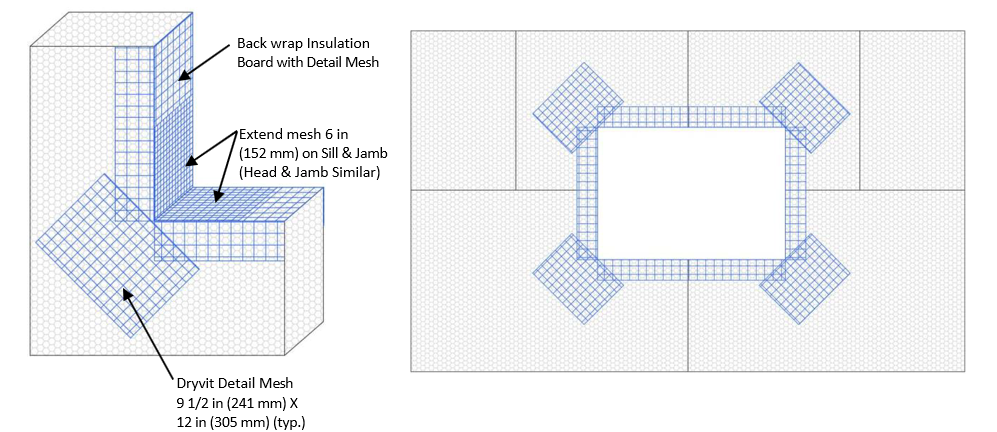 Back wrap Insulation
Board with Detail Mesh
Extend mesh 6 in
(152 mm) on Sill & Jamb
(Head & Jamb Similar)
Dryvit Detail Mesh
9 1/2 in (241 mm) X
12 in (305 mm) (typ.)